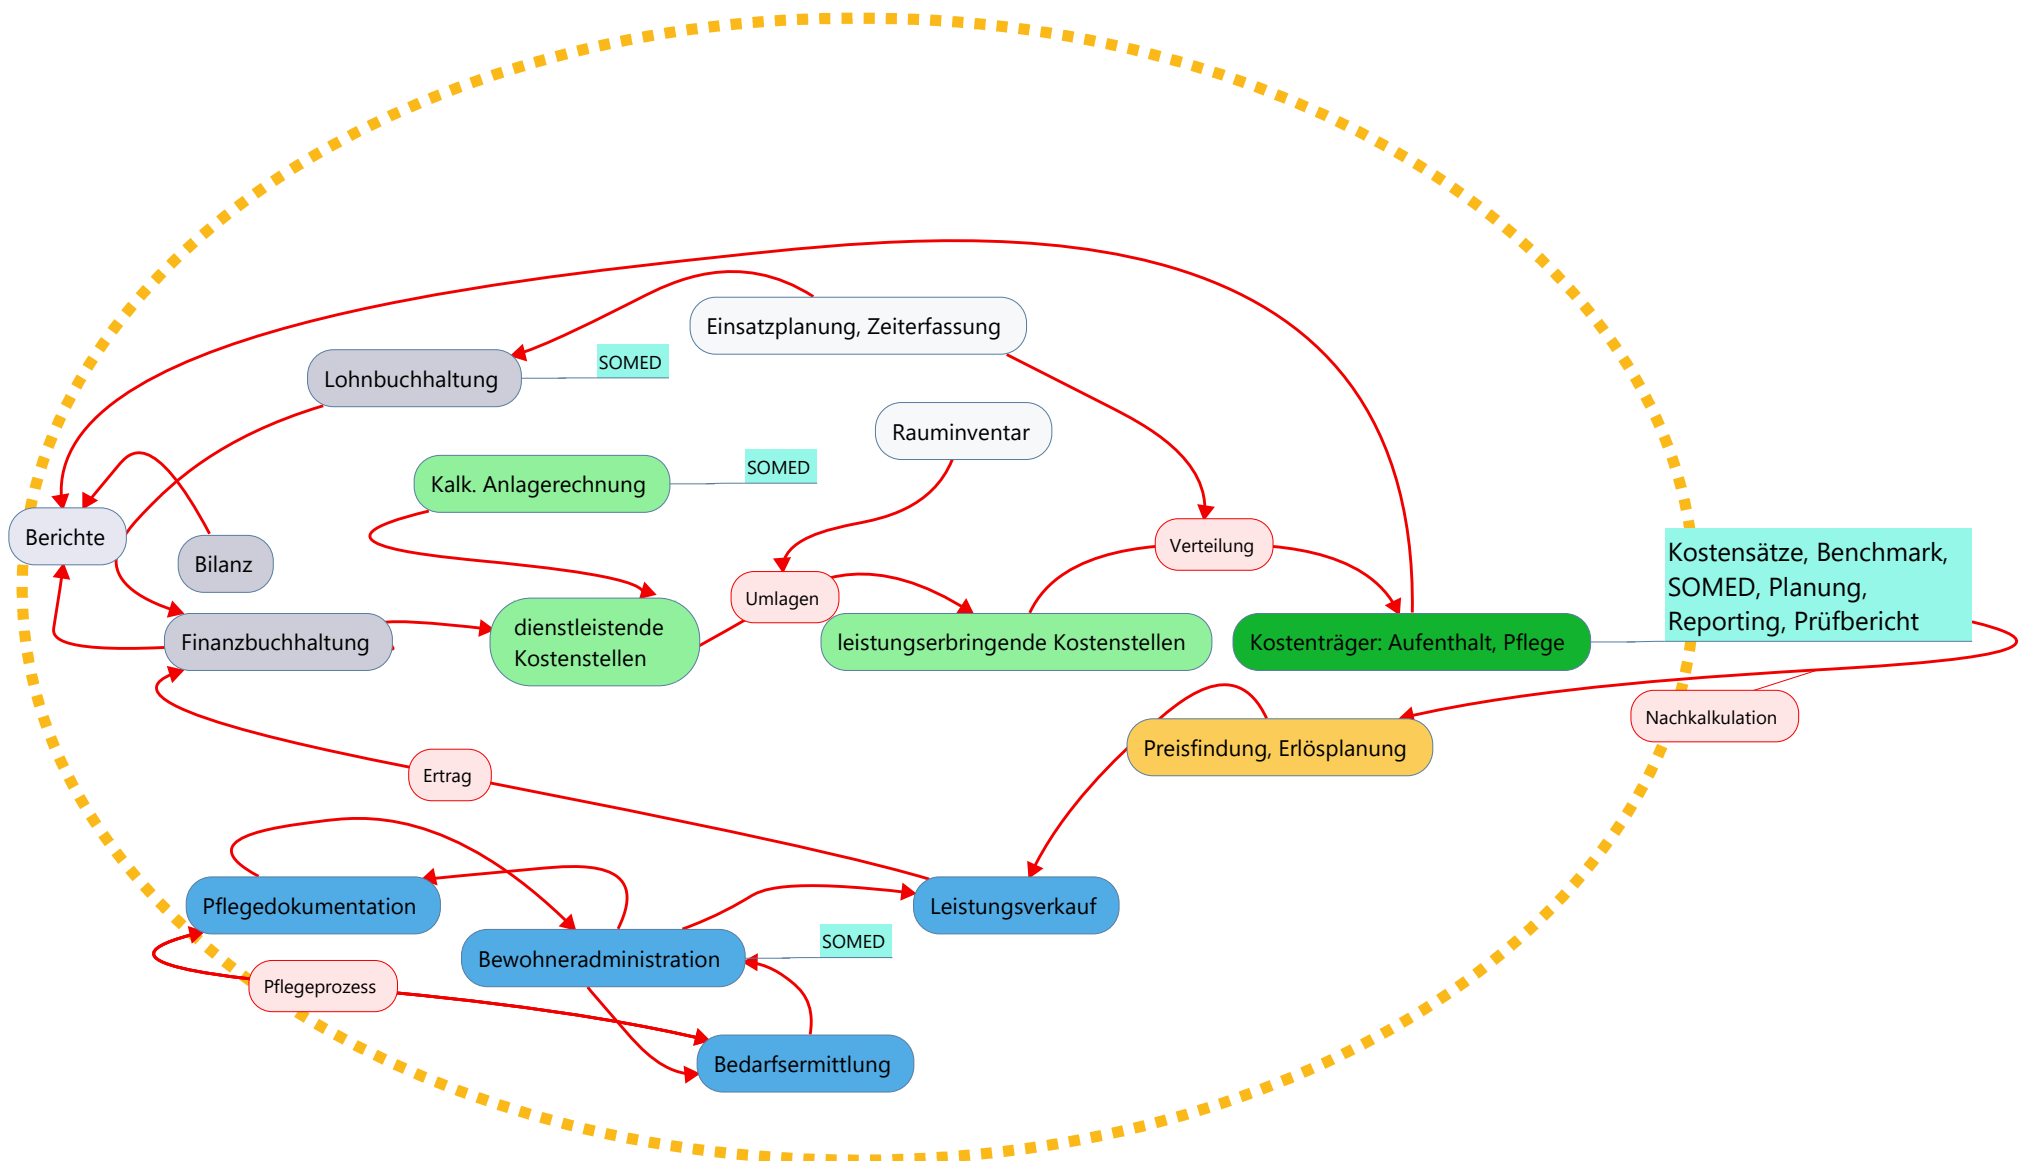 Einsatzplanung, Zeiterfassung
Lohnbuchhaltung
SOMED
Rauminventar
Kalk. Anlagerechnung
SOMED
Berichte
Bilanz
Verteilung
Umlagen
Kostensätze, Benchmark,
SOMED, Planung,
Reporting, Prüfbericht
Finanzbuchhaltung
dienstleistende
Kostenstellen
leistungserbringende Kostenstellen
Kostenträger: Aufenthalt, Pflege
Nachkalkulation
Preisfindung, Erlösplanung
Ertrag
Pflegedokumentation
Leistungsverkauf
Bewohneradministration
SOMED
Pflegeprozess
Bedarfsermittlung